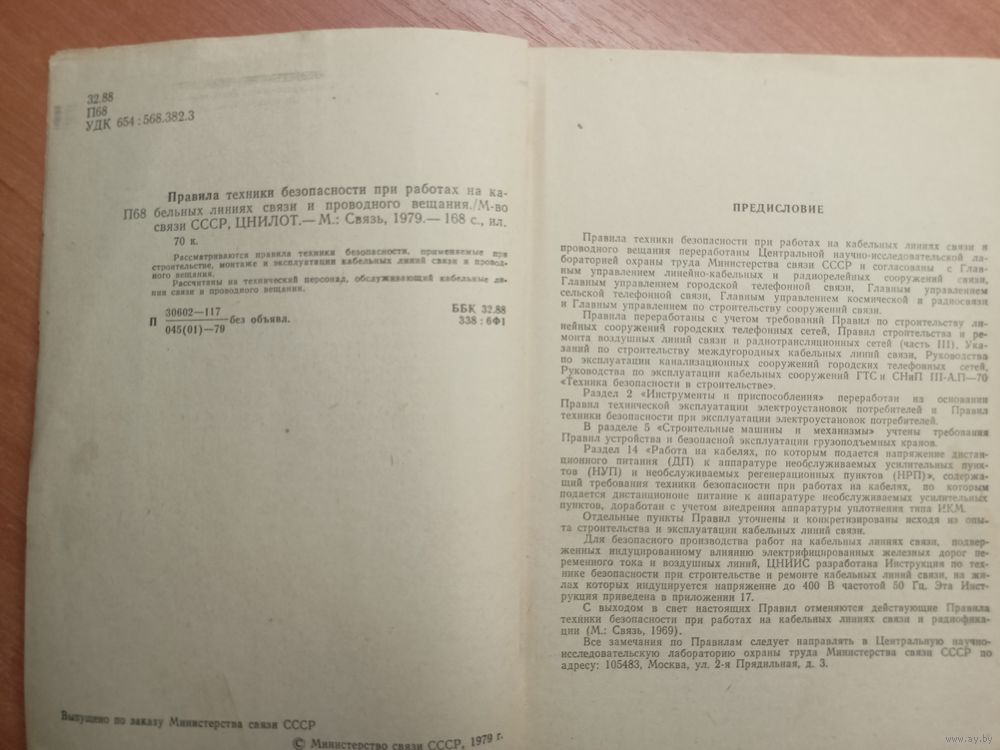 32.88
П68
УДК 654 : 568.382.3
Правила техники безопасности при работах на ка-
П68 бельных линиях связи и проводного вещания./М-во
связи СССР, ЦНИЛОТ.— М.: Связь, 1979.— 168 с., ил.
70 к.
Рассматриваются правила техники безопасности, применяемые при
строительстве, монтаже и эксплуатации кабельных линий связи и провод-
ного вещания.
Рассчитаны на технический персонал, обслуживающий кабельные ли-
нии связи и проводного вещания.
П 30602—117
045(01)—79 без объявл.
ББК 32.88
338 : 6Ф1
Выпущено по заказу Министерства связи СССР
© Министерство связи СССР, 1979 г.
ПРЕДИСЛОВИЕ
Правила техники безопасности при работах на кабельных линиях связи и
проводного вещания переработаны Центральной научно-исследовательской ла-
бораторией охраны труда Министерства связи СССР и согласованы с Глав-
ным управлением линейно-кабельных и радиорелейных сооружений связи,
Главным управлением городской телефонной связи, Главным управлением
сельской телефонной связи, Главным управлением космической и радиосвязи
и Главным управлением по строительству сооружений связи.
Правила переработаны с учетом требований Правил по строительству ли-
нейных сооружений городских телефонных сетей, Правил строительства и ре-
монта воздушных линий связи и радиотрансляционных сетей (часть III). Ука-
заний по строительству междугородных кабельных линий связи, Руководства
по эксплуатации канализационных сооружений городских телефонных сетей,
Руководства по эксплуатации кабельных сооружений ГТС и СНиП III-А.П—70
«Техника безопасности в строительстве».
Раздел 2 «Инструменты и приспособления» переработан на основании
Правил технической эксплуатации электроустановок потребителей и Правил
техники безопасности при эксплуатации электроустановок потребителей.
В разделе 5 «Строительные машины и механизмы» учтены требования
Правил устройства и безопасной эксплуатации грузоподъемных кранов.
Раздел 14 «Работа на кабелях, по которым подается напряжение дистан-
ционного питания (ДП) к аппаратуре необслуживаемых усилительных пунк-
тов (НУП) и необслуживаемых регенерационных пунктов (НРП)», содержа-
щий требования техники безопасности при работах на кабелях, по которым
подается дистанциононе питание к аппаратуре необслуживаемых усилительных
пунктов, доработан с учетом внедрения аппаратуры уплотнения типа ИКМ.
Отдельные пункты Правил уточнены и конкретизированы исходя из опы-
та строительства и эксплуатации кабельных линий связи.
Для безопасного производства работ на кабельных линиях связи, подвер-
женных индуцированному влиянию электрифицированных железных дорог пе-
ременного тока и воздушных линий, ЦНИИС разработана Инструкция по тех-
нике безопасности при строительстве и ремонте кабельных линий связи, на жи-
лах которых индуцируется напряжение до 400 В частотой 50 Гц. Эта Инст-
рукция приведена в приложении 17.
С выходом в свет настоящих Правил отменяются действующие Правила
техники безопасности при работах на кабельных линиях связи и радиофика-
ции (М.: Связь, 1969).
Все замечания по Правилам следует направлять в Центральную научно-
исследовательскую лабораторию охраны труда Министерства связи СССР по
адресу: 105483, Москва, ул. 2-я Прядильная, д. 3.
www.ay.by